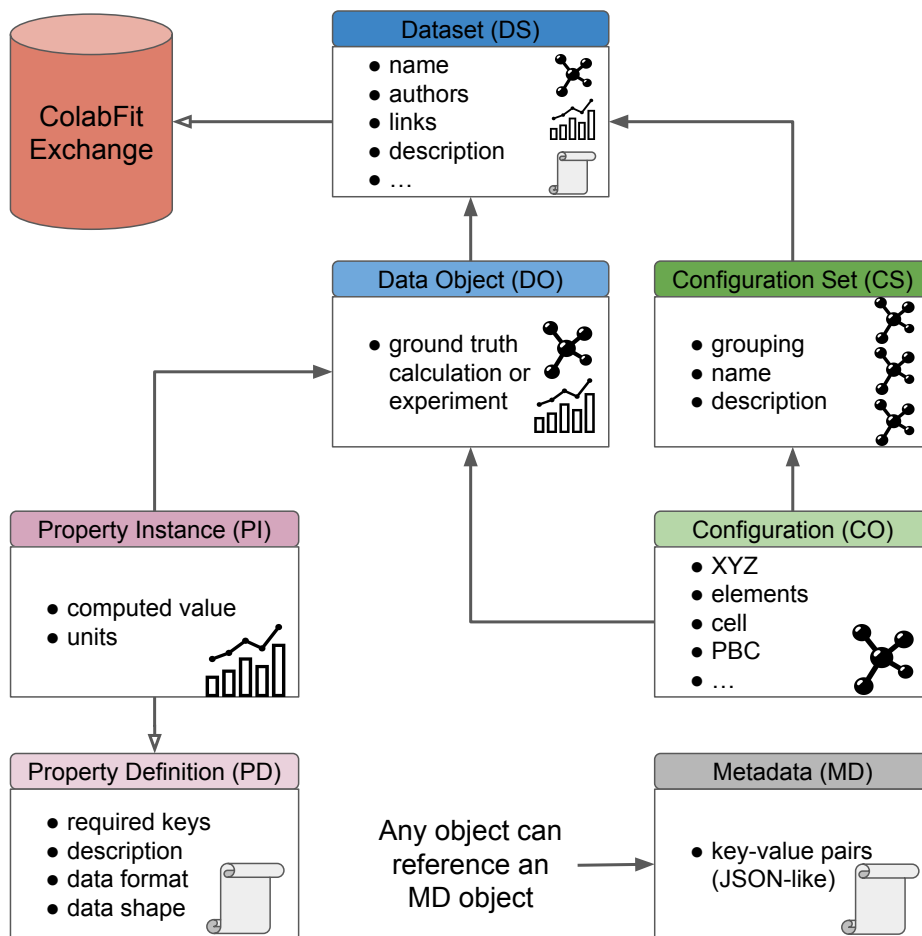 ColabFit
Exchange
Dataset (DS)
● name
● authors
● links
● description
● …
Data Object (DO)
● ground truth
calculation or
experiment
Configuration Set (CS)
● grouping
● name
● description
Property Instance (PI)
● computed value
● units
Configuration (CO)
● XYZ
● elements
● cell
● PBC
● …
Property Definition (PD)
● required keys
● description
● data format
● data shape
Any object can
reference an
MD object
Metadada (MD)
● key-value pairs
(JSON-like)